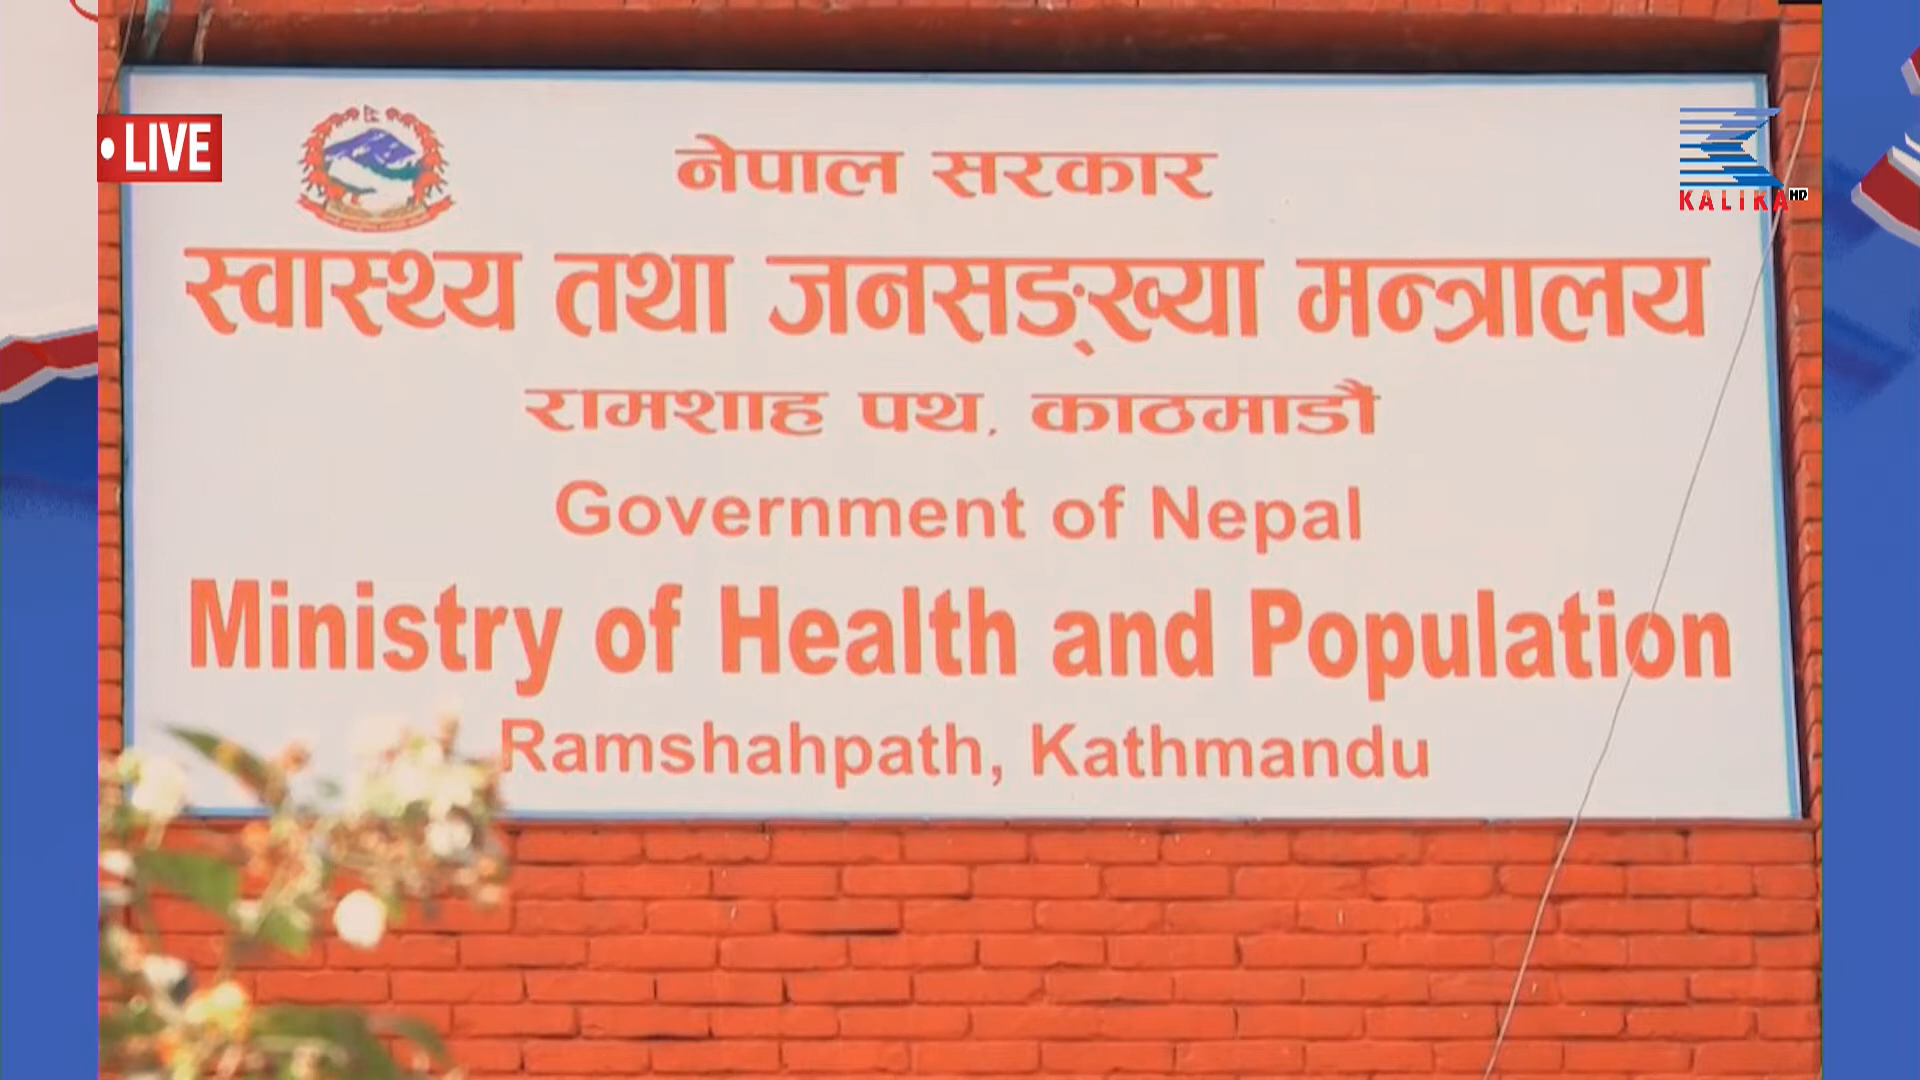 LIVE
KALIKA HD
नेपाल सरकार
स्वास्थ्य तथा जनसङ्ख्या मन्त्रालय
रामशाह पथ, काठमाडौं
Government of Nepal
Ministry of Health and Population
Ramshahpath, Kathmandu